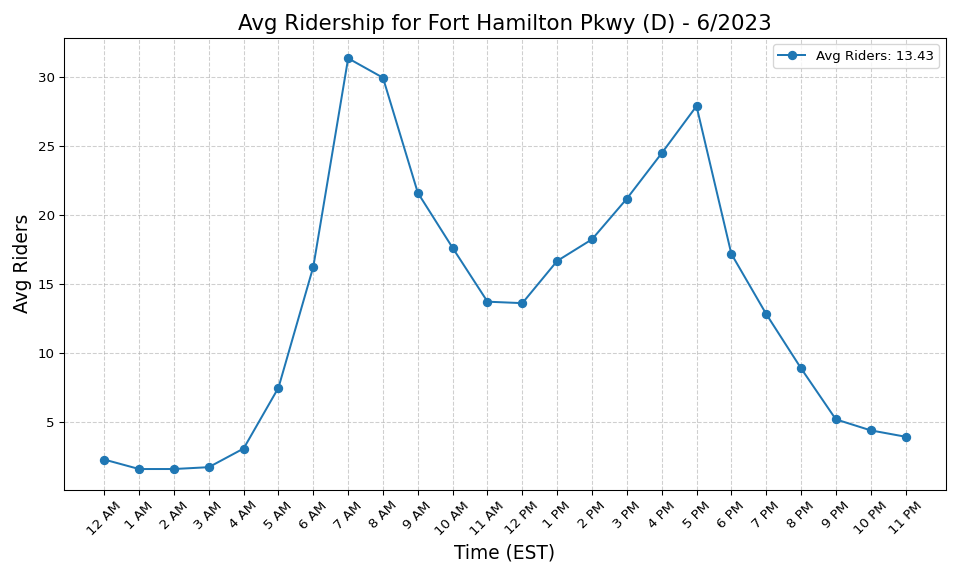 Avg Ridership for Fort Hamilton Pkwy (D) - 6/2023
Avg Riders: 13.43
Avg Riders
30
25
20
15
10
5
12 AM
1 AM
2 AM
3 AM
4 AM
5 AM
6 AM
7 AM
8 AM
9 AM
10 AM
11 AM
12 PM
1 PM
2 PM
3 PM
4 PM
5 PM
6 PM
7 PM
8 PM
9 PM
10 PM
11 PM
Time (EST)